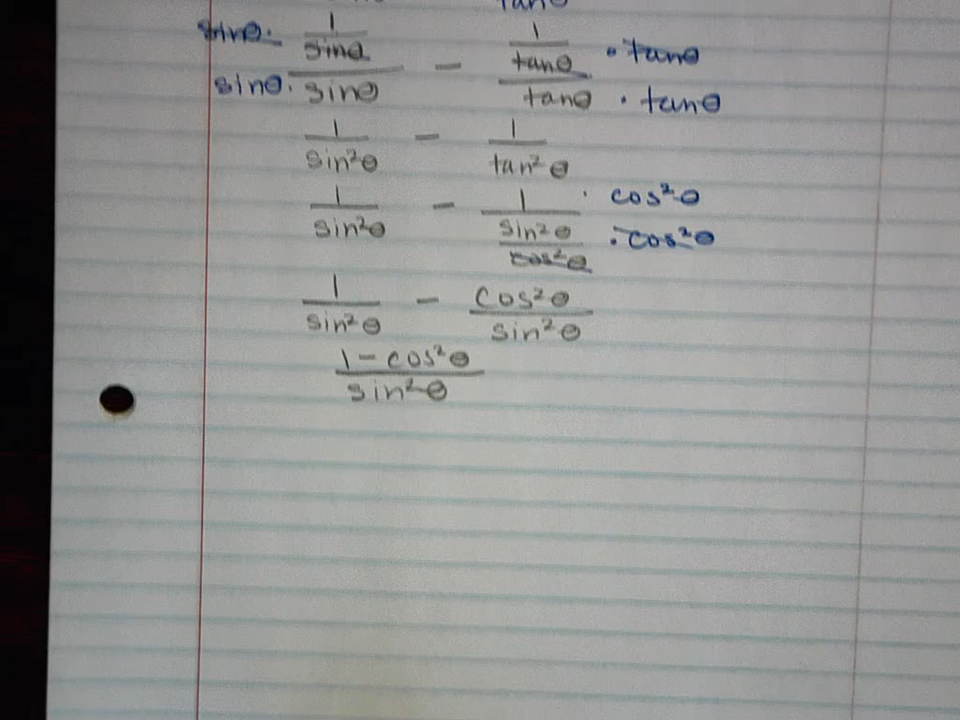 tanθ
sinθ · 1/sinθ — 1/tanθ · tanθ
sinθ · sinθ tanθ · tanθ
1/sin²θ — 1/tan²θ
1/sin²θ — 1 · cos²θ
sin²θ/cos²θ · cos²θ
1/sin²θ — cos²θ/sin²θ
1 - cos²θ
sin²θ